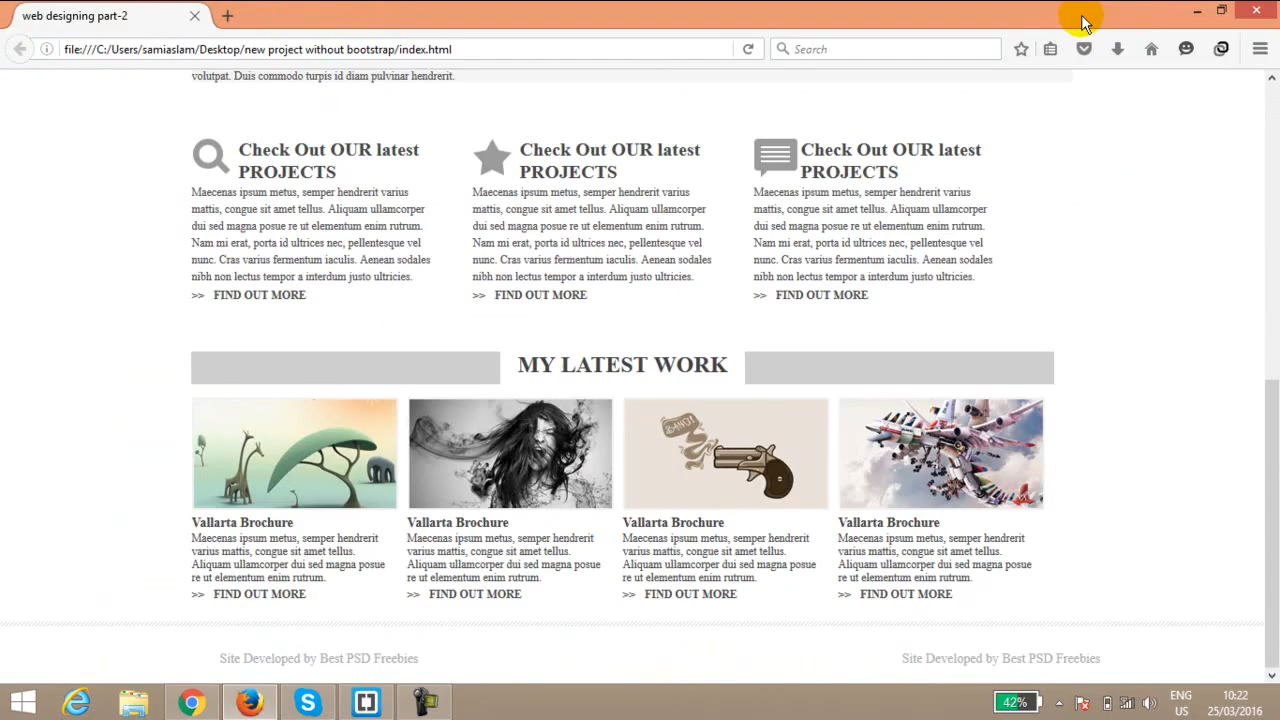 web designing part-2
file:///C:/Users/samiaslam/Desktop/new project without bootstrap/index.html
Search
volutpat. Duis commodo turpis id diam pulvinar hendrerit.
Check Out OUR latest
PROJECTS
Maecenas ipsum metus, semper hendrerit varius
mattis, congue sit amet tellus. Aliquam ullamcorper
dui sed magna posue re ut elementum enim rutrum.
Nam mi erat, porta id ultrices nec, pellentesque vel
nunc. Cras varius fermentum iaculis. Aenean sodales
nibh non lectus tempor a interdum justo ultricies.
>> FIND OUT MORE
Check Out OUR latest
PROJECTS
Maecenas ipsum metus, semper hendrerit varius
mattis, congue sit amet tellus. Aliquam ullamcorper
dui sed magna posue re ut elementum enim rutrum.
Nam mi erat, porta id ultrices nec, pellentesque vel
nunc. Cras varius fermentum iaculis. Aenean sodales
nibh non lectus tempor a interdum justo ultricies.
>> FIND OUT MORE
Check Out OUR latest
PROJECTS
Maecenas ipsum metus, semper hendrerit varius
mattis, congue sit amet tellus. Aliquam ullamcorper
dui sed magna posue re ut elementum enim rutrum.
Nam mi erat, porta id ultrices nec, pellentesque vel
nunc. Cras varius fermentum iaculis. Aenean sodales
nibh non lectus tempor a interdum justo ultricies.
>> FIND OUT MORE
MY LATEST WORK
BANG!
Vallarta Brochure
Maecenas ipsum metus, semper hendrerit
varius mattis, congue sit amet tellus.
Aliquam ullamcorper dui sed magna posue
re ut elementum enim rutrum.
>> FIND OUT MORE
Vallarta Brochure
Maecenas ipsum metus, semper hendrerit
varius mattis, congue sit amet tellus.
Aliquam ullamcorper dui sed magna posue
re ut elementum enim rutrum.
>> FIND OUT MORE
Vallarta Brochure
Maecenas ipsum metus, semper hendrerit
varius mattis, congue sit amet tellus.
Aliquam ullamcorper dui sed magna posue
re ut elementum enim rutrum.
>> FIND OUT MORE
Vallarta Brochure
Maecenas ipsum metus, semper hendrerit
varius mattis, congue sit amet tellus.
Aliquam ullamcorper dui sed magna posue
re ut elementum enim rutrum.
>> FIND OUT MORE
Site Developed by Best PSD Freebies
Site Developed by Best PSD Freebies
42%
ENG
US
10:22
25/03/2016